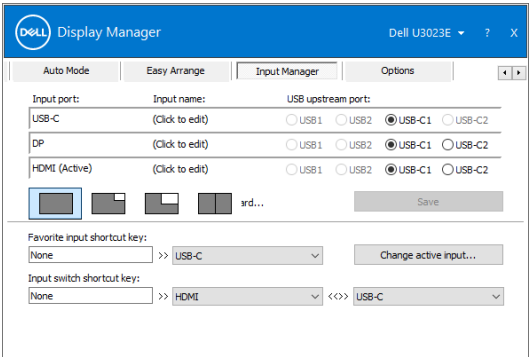 DELL Display Manager Dell U3023E ? X
Auto Mode Easy Arrange Input Manager Options
Input port: Input name: USB upstream port:
USB-C (Click to edit) USB1 USB2 USB-C1 USB-C2
DP (Click to edit) USB1 USB2 USB-C1 USB-C2
HDMI (Active) (Click to edit) USB1 USB2 USB-C1 USB-C2
ard... Save
Favorite input shortcut key:
None >> USB-C Change active input...
Input switch shortcut key:
None >> HDMI <<>> USB-C